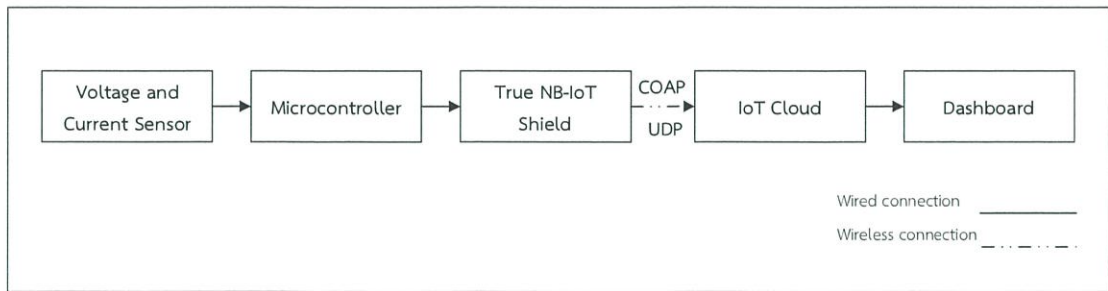 Voltage and
Current Sensor
Microcontroller
True NB-IoT
Shield
COAP
UDP
IoT Cloud
Dashboard
Wired connection
Wireless connection